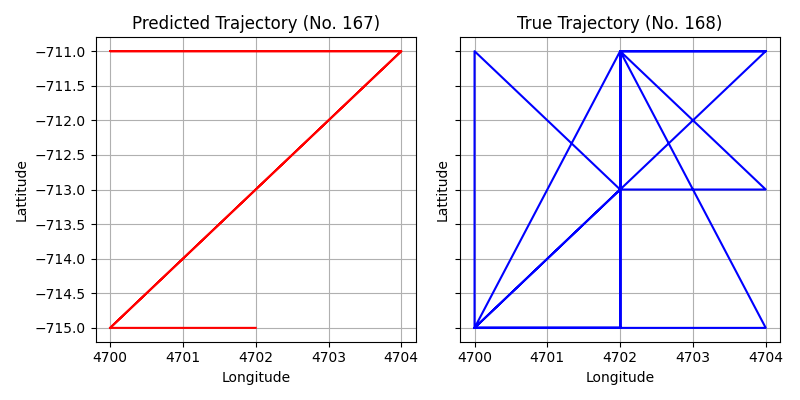 Predicted Trajectory (No. 167)
True Trajectory (No. 168)
Lattitude
−711.0
−711.5
−712.0
−712.5
−713.0
−713.5
−714.0
−714.5
−715.0
4700 4701 4702 4703 4704
Longitude
Lattitude
4700 4701 4702 4703 4704
Longitude